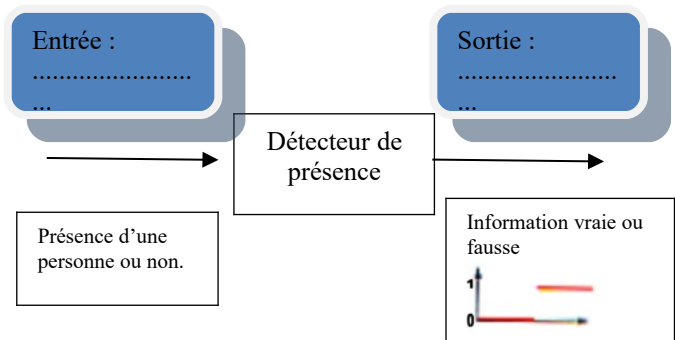 Entrée :
........................
...
Sortie :
........................
...
Détecteur de
présence
Présence d’une
personne ou non.
Information vraie ou
fausse
1
0